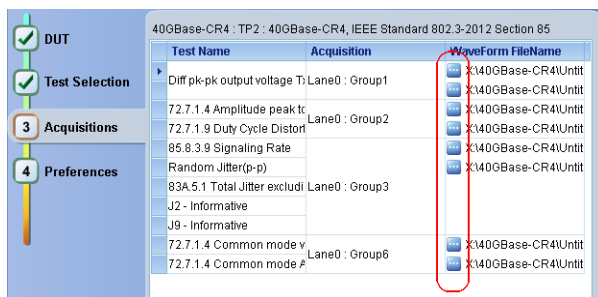 DUT
Test Selection
3 Acquisitions
4 Preferences
40GBase-CR4 : TP2 : 40GBase-CR4, IEEE Standard 802.3-2012 Section 85
Test Name Acquisition WaveForm FileName
Diff pk-pk output voltage Tx Lane0 : Group1 X:\40GBase-CR4\Untit
X:\40GBase-CR4\Untit
72.7.1.4 Amplitude peak to Lane0 : Group2 X:\40GBase-CR4\Untit
72.7.1.9 Duty Cycle Distort X:\40GBase-CR4\Untit
85.8.3.9 Signaling Rate Lane0 : Group3 X:\40GBase-CR4\Untit
Random Jitter(p-p) X:\40GBase-CR4\Untit
83A.5.1 Total Jitter excludi
J2 - Informative
J9 - Informative
72.7.1.4 Common mode v Lane0 : Group6 X:\40GBase-CR4\Untit
72.7.1.4 Common mode A X:\40GBase-CR4\Untit